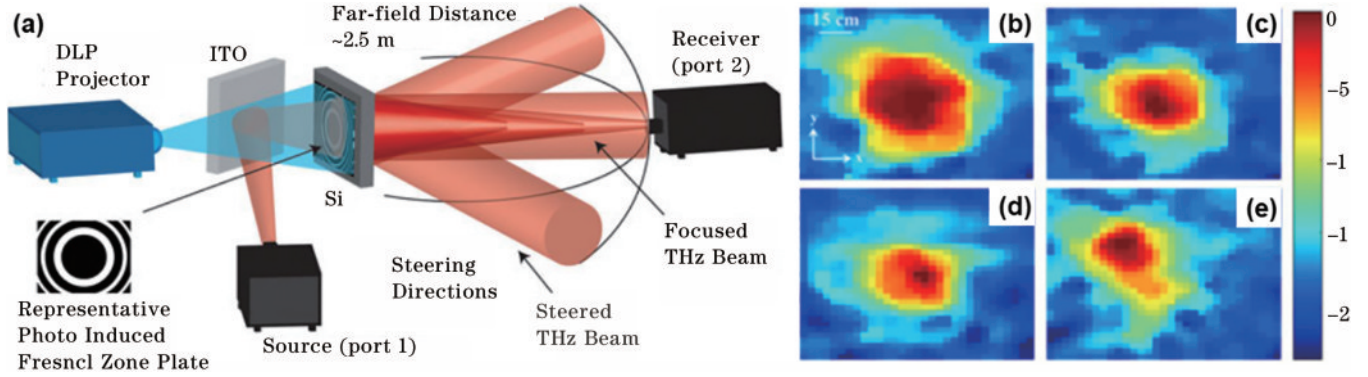 (a)
DLP
Projector
ITO
Far-field Distance
~2.5 m
Receiver
(port 2)
Si
Focused
THz Beam
Steering
Directions
Steered
THz Beam
Representative
Photo Induced
Fresncl Zone Plate
Source (port 1)
15 cm
(b)
y
x
(c)
(d)
(e)
0
−5
−1
−1
−2